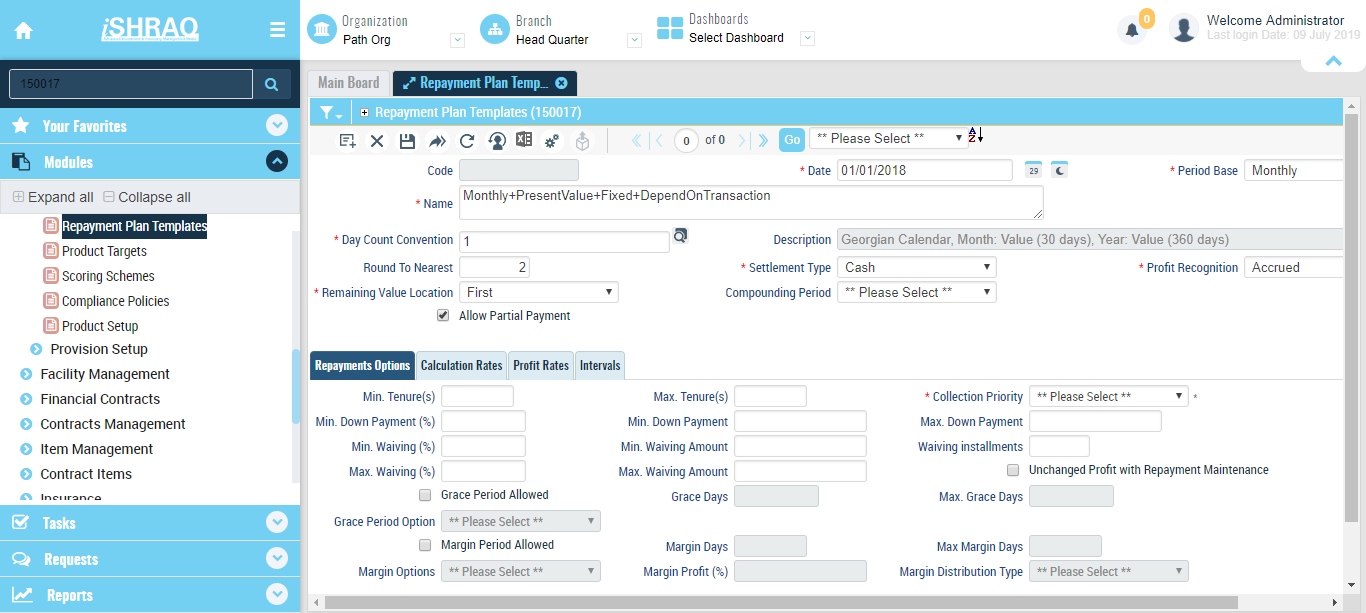 iSHRAQ
Organization
Path Org
Branch
Head Quarter
Dashboards
Select Dashboard
0
Welcome Administrator
Last login Date: 09 July 2019
150017
Your Favorites
Modules
Expand all Collapse all
Repayment Plan Templates
Product Targets
Scoring Schemes
Compliance Policies
Product Setup
Provision Setup
Facility Management
Financial Contracts
Contracts Management
Item Management
Contract Items
Insurance
Tasks
Requests
Reports
Main Board
Repayment Plan Temp...
Repayment Plan Templates (150017)
0 of 0 Go ** Please Select ** A Z
Code * Date 01/01/2018 29 * Period Base Monthly
* Name Monthly+PresentValue+Fixed+DependOnTransaction
* Day Count Convention 1 Description Georgian Calendar, Month: Value (30 days), Year: Value (360 days)
Round To Nearest 2 * Settlement Type Cash * Profit Recognition Accrued
* Remaining Value Location First Compounding Period ** Please Select **
Allow Partial Payment
Repayments Options Calculation Rates Profit Rates Intervals
Min. Tenure(s) Max. Tenure(s) * Collection Priority ** Please Select ** *
Min. Down Payment (%) Min. Down Payment Max. Down Payment
Min. Waiving (%) Min. Waiving Amount Waiving installments
Max. Waiving (%) Max. Waiving Amount Unchanged Profit with Repayment Maintenance
Grace Period Allowed Grace Days Max. Grace Days
Grace Period Option ** Please Select **
Margin Period Allowed Margin Days Max Margin Days
Margin Options ** Please Select ** Margin Profit (%) Margin Distribution Type ** Please Select **